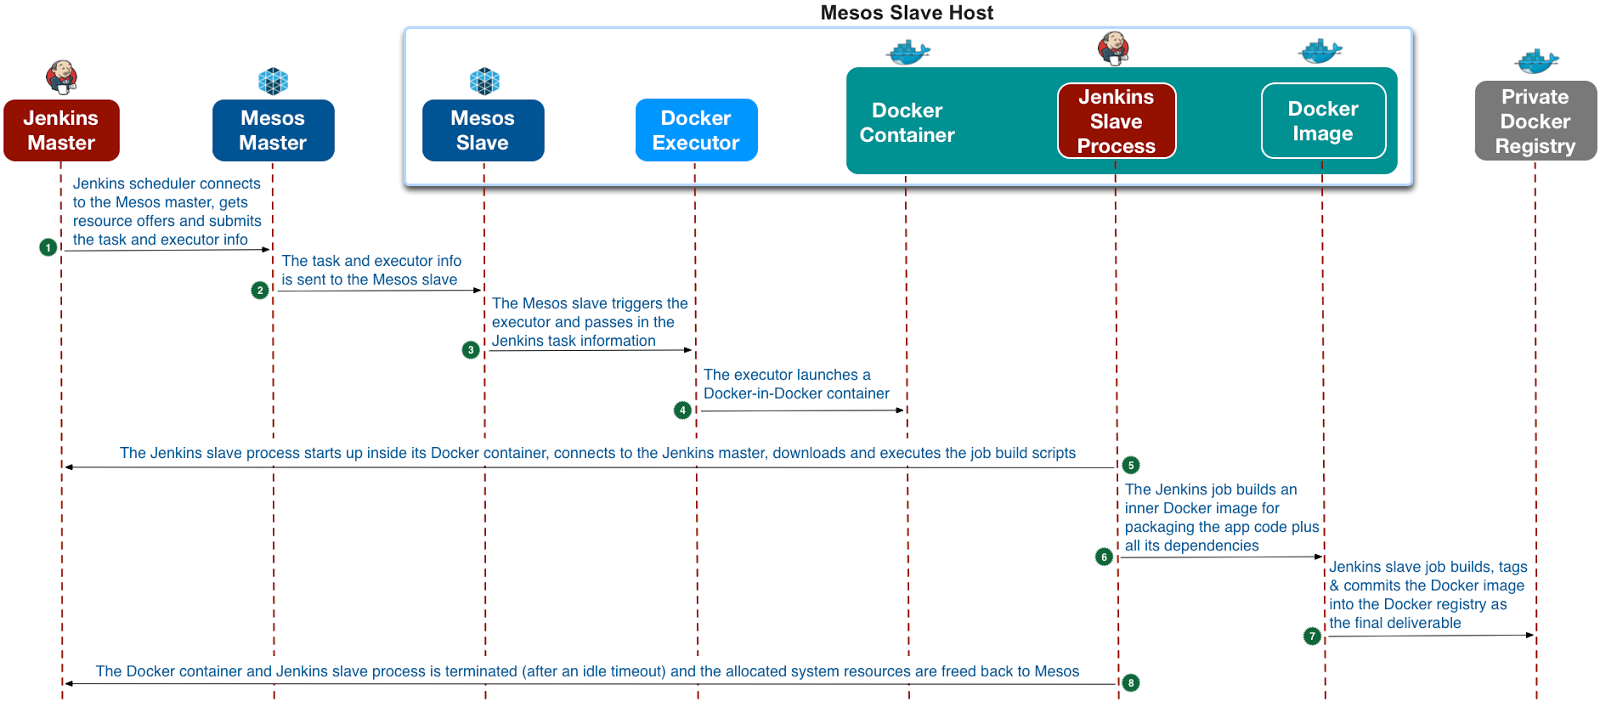 Mesos Slave Host
Jenkins
Master
Mesos
Master
Mesos
Slave
Docker
Executor
Docker
Container
Jenkins
Slave
Process
Docker
Image
Private
Docker
Registry
Jenkins scheduler connects
to the Mesos master, gets
resource offers and submits
the task and executor info
1
The task and executor info
is sent to the Mesos slave
2
The Mesos slave triggers the
executor and passes in the
Jenkins task information
3
The executor launches a
Docker-in-Docker container
4
The Jenkins slave process starts up inside its Docker container, connects to the Jenkins master, downloads and executes the job build scripts
5
The Jenkins job builds an
inner Docker image for
packaging the app code plus
all its dependencies
6
Jenkins slave job builds, tags
& commits the Docker image
into the Docker registry as
the final deliverable
7
The Docker container and Jenkins slave process is terminated (after an idle timeout) and the allocated system resources are freed back to Mesos
8